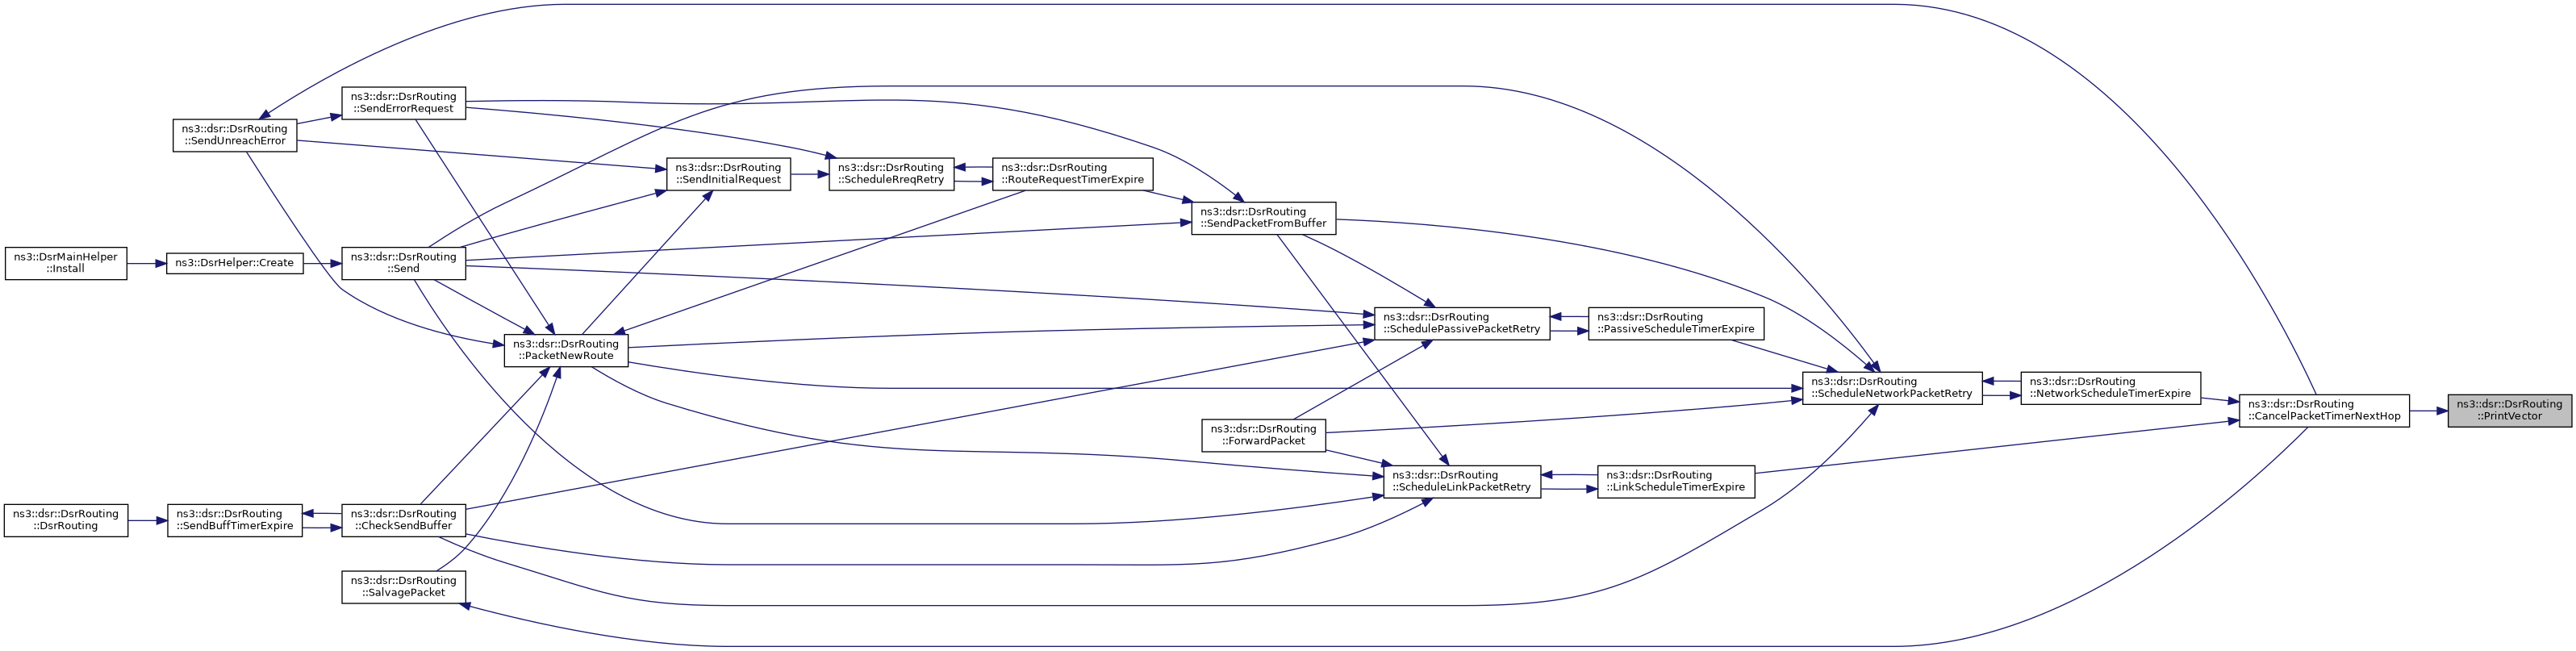 ns3::dsr::DsrRouting
::SendErrorRequest
ns3::dsr::DsrRouting
::SendUnreachError
ns3::dsr::DsrRouting
::SendInitialRequest
ns3::dsr::DsrRouting
::ScheduleRreqRetry
ns3::dsr::DsrRouting
::RouteRequestTimerExpire
ns3::dsr::DsrRouting
::SendPacketFromBuffer
ns3::DsrMainHelper
::Install
ns3::DsrHelper::Create
ns3::dsr::DsrRouting
::Send
ns3::dsr::DsrRouting
::PacketNewRoute
ns3::dsr::DsrRouting
::SchedulePassivePacketRetry
ns3::dsr::DsrRouting
::PassiveScheduleTimerExpire
ns3::dsr::DsrRouting
::ScheduleNetworkPacketRetry
ns3::dsr::DsrRouting
::NetworkScheduleTimerExpire
ns3::dsr::DsrRouting
::CancelPacketTimerNextHop
ns3::dsr::DsrRouting
::PrintVector
ns3::dsr::DsrRouting
::ForwardPacket
ns3::dsr::DsrRouting
::ScheduleLinkPacketRetry
ns3::dsr::DsrRouting
::LinkScheduleTimerExpire
ns3::dsr::DsrRouting
::DsrRouting
ns3::dsr::DsrRouting
::SendBuffTimerExpire
ns3::dsr::DsrRouting
::CheckSendBuffer
ns3::dsr::DsrRouting
::SalvagePacket